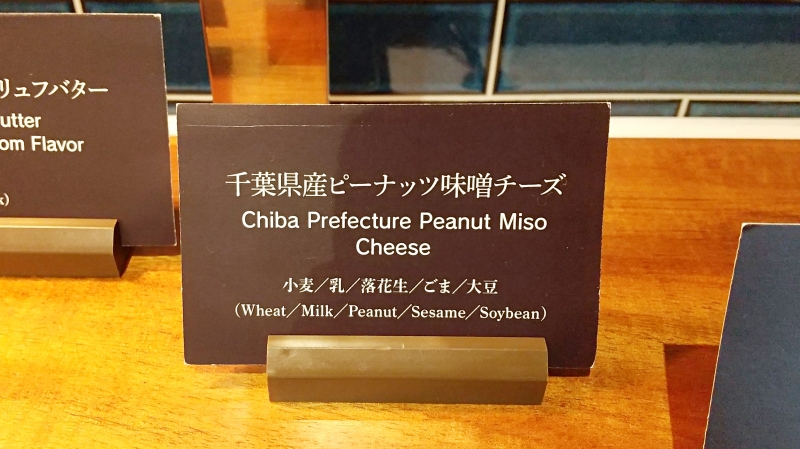 リュフバター
utter
om Flavor
k)
千葉県産ピーナッツ味噌チーズ
Chiba Prefecture Peanut Miso
Cheese
小麦／乳／落花生／ごま／大豆
(Wheat／Milk／Peanut／Sesame／Soybean)